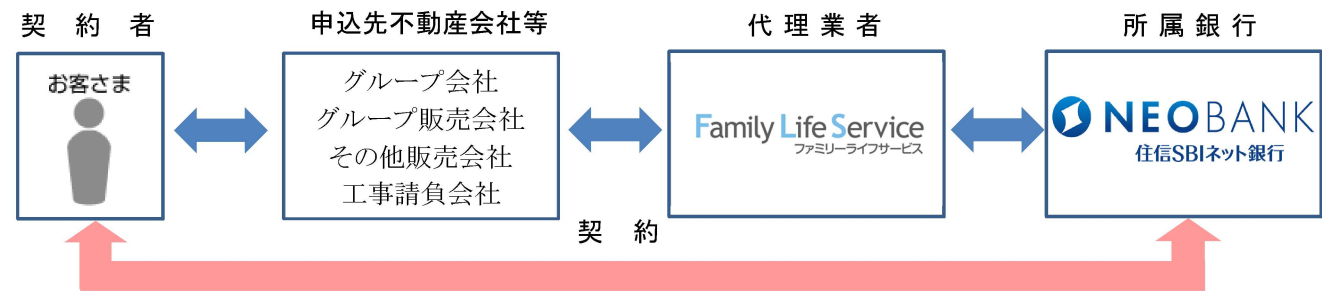 契約者
申込先不動産会社等
代理業者
所属銀行
お客さま
グループ会社
グループ販売会社
その他販売会社
工事請負会社
Family Life Service
ファミリーライフサービス
NEOBANK
住信SBIネット銀行
契約